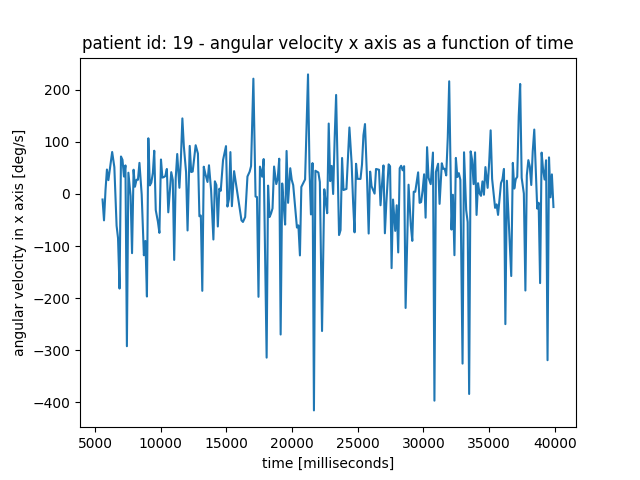 patient id: 19 - angular velocity x axis as a function of time
angular velocity in x axis [deg/s]
200
100
0
−100
−200
−300
−400
5000 10000 15000 20000 25000 30000 35000 40000
time [milliseconds]